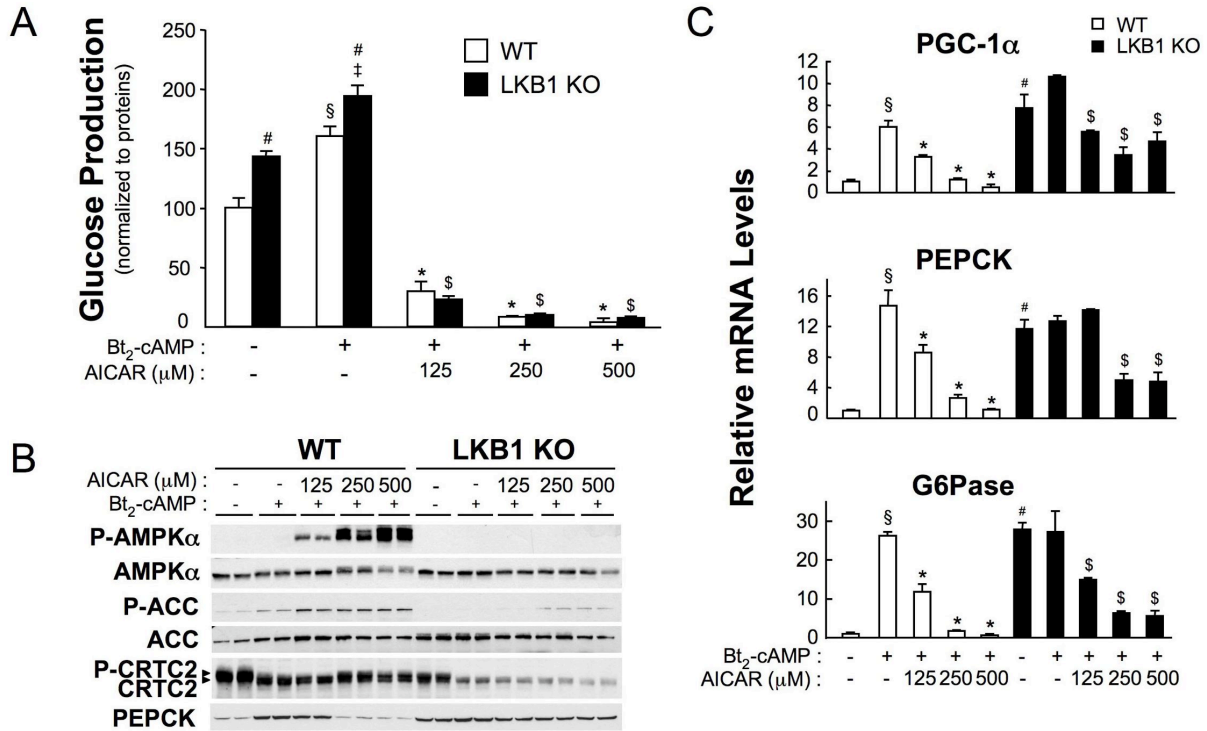 A
Glucose Production
(normalized to proteins)
250
200
150
100
50
0
WT
LKB1 KO
#
§
#
‡
*
$
*
$
*
$
Bt2-cAMP : - + + + +
AICAR (μM) : - - 125 250 500
B
WT LKB1 KO
AICAR (μM) : - - 125 250 500 - - 125 250 500
Bt2-cAMP : - + + + + - + + + +
P-AMPKα
AMPKα
P-ACC
ACC
P-CRTC2
CRTC2
PEPCK
C
WT
LKB1 KO
Relative mRNA Levels
PGC-1α
12
10
8
6
4
2
0
§ * * * # $ $ $
PEPCK
16
12
8
4
0
§ * * * # $ $
G6Pase
30
20
10
0
§ * * * # $ $ $
Bt2-cAMP : - + + + + - + + + +
AICAR (μM) : - - 125 250 500 - - 125 250 500